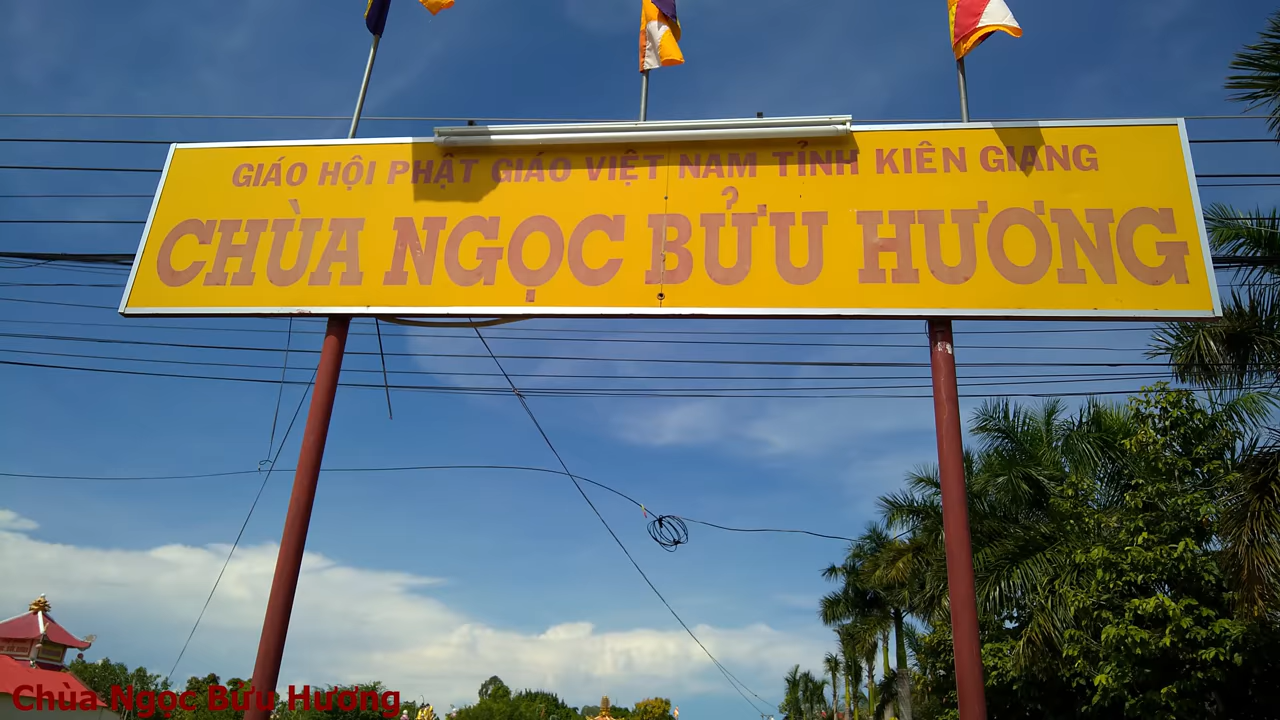 GIÁO HỘI PHẬT GIÁO VIỆT NAM TỈNH KIÊN GIANG
CHÙA NGỌC BỬU HƯƠNG
Chùa Ngọc Bửu Hương